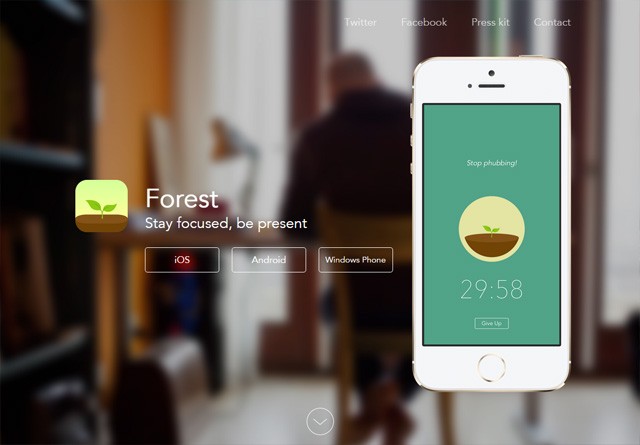 Twitter Facebook Press kit Contact
Stop phubbing!
Forest
Stay focused, be present
iOS Android Windows Phone
29:58
Give Up